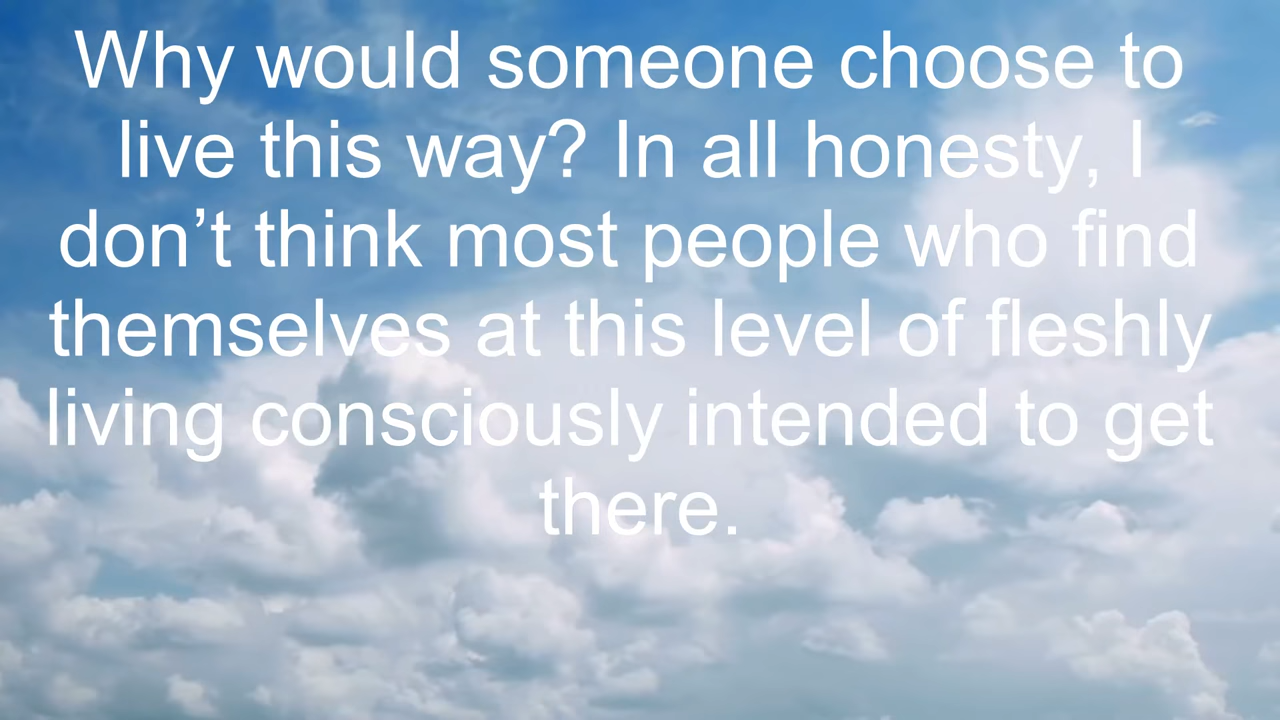 Why would someone choose to
live this way? In all honesty, I
don’t think most people who find
themselves at this level of fleshly
living consciously intended to get
there.